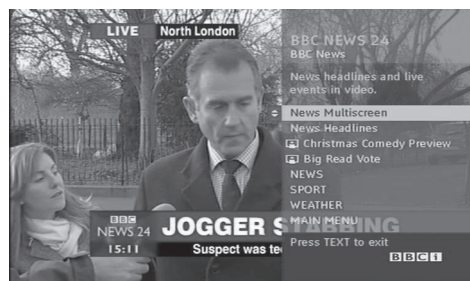 LIVE North London
BBC NEWS 24
BBC News
News headlines and live
events in video.
News Multiscreen
News Headlines
Christmas Comedy Preview
Big Read Vote
NEWS
SPORT
WEATHER
MAIN MENU
Press TEXT to exit
BBCi
BBC
NEWS 24
15:11
JOGGER STABBING
Suspect was